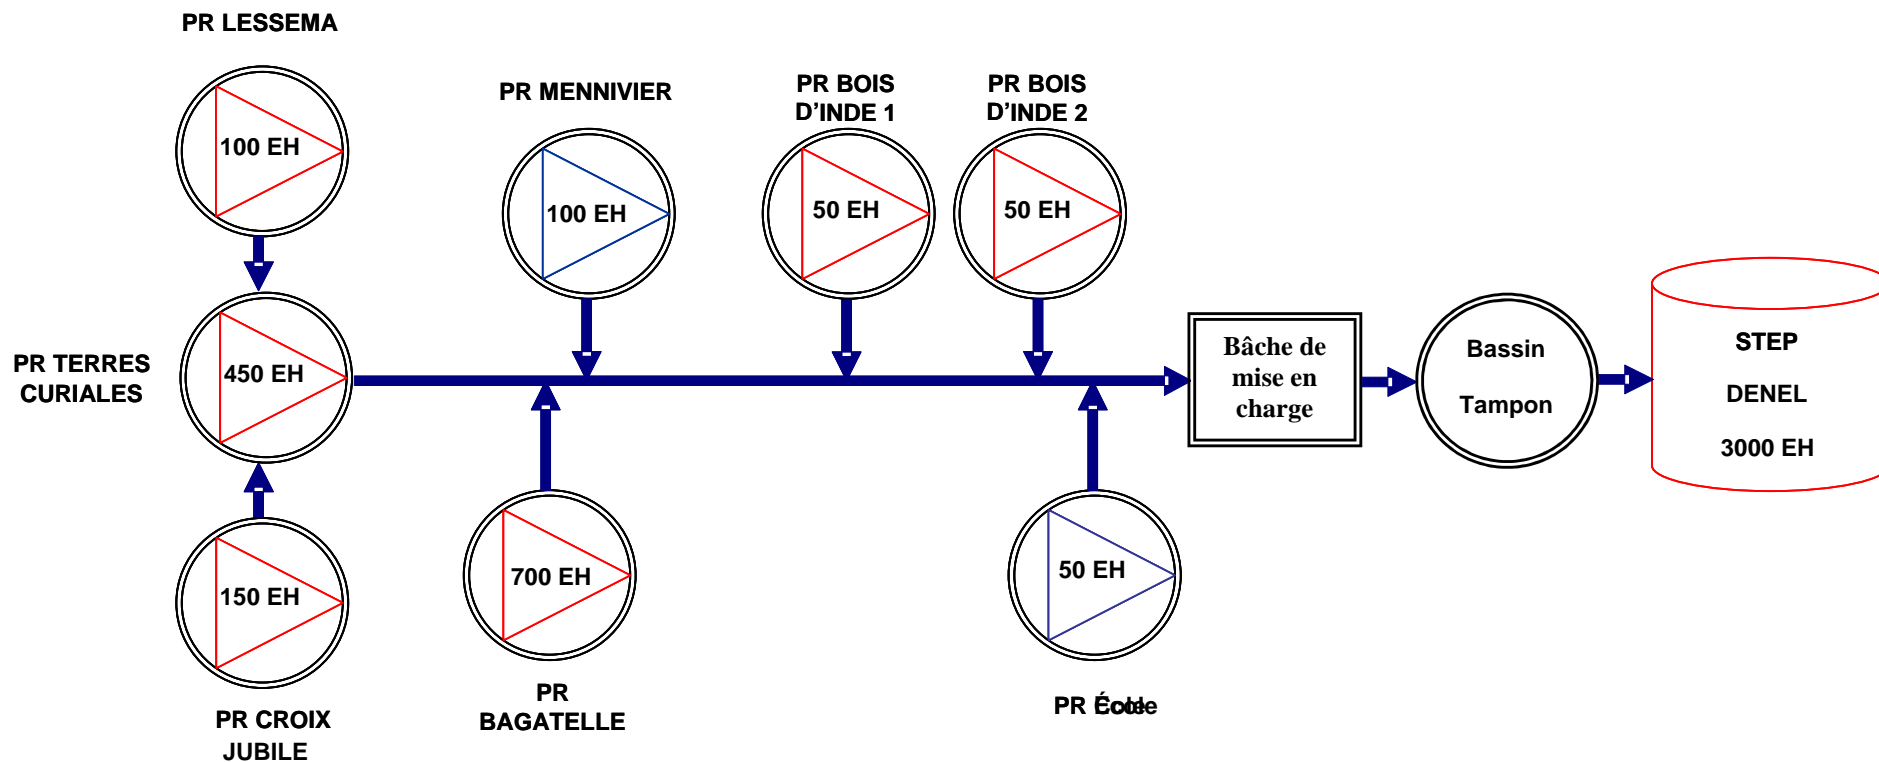 PR LESSEMA
100 EH
PR MENNIVIER
100 EH
PR BOIS
D'INDE 1
50 EH
PR BOIS
D'INDE 2
50 EH
PR TERRES
CURIALES
450 EH
Bâche de
mise en
charge
Bassin
Tampon
STEP
DENEL
3000 EH
150 EH
PR CROIX
JUBILE
700 EH
PR
BAGATELLE
50 EH
PR École